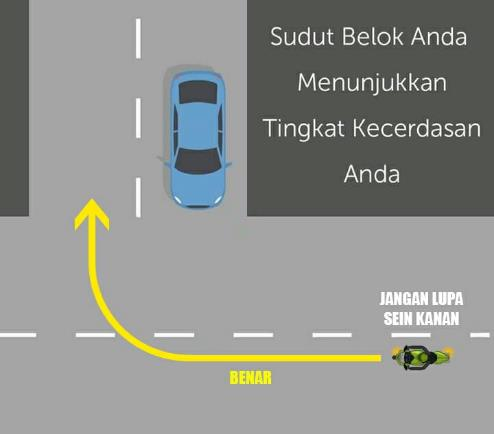 Sudut Belok Anda
Menunjukkan
Tingkat Kecerdasan
Anda
JANGAN LUPA
SEIN KANAN
BENAR